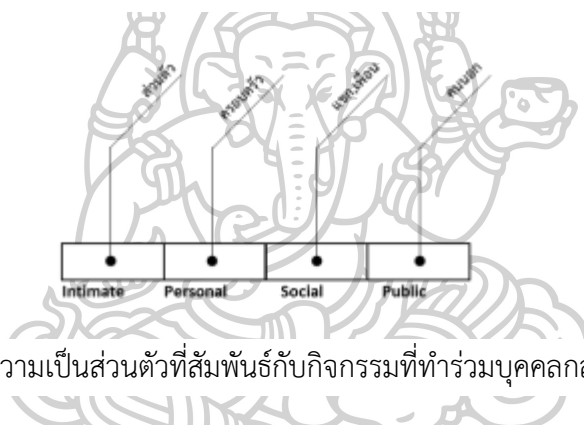 ส่วนตัว
ครอบครัว
แขก,เพื่อน
คนนอก
Intimate Personal Social Public
วามเป็นส่วนตัวที่สัมพันธ์กับกิจกรรมที่ทำร่วมบุคคลกล